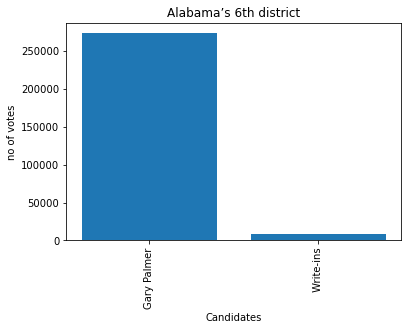 Alabama’s 6th district
no of votes
250000
200000
150000
100000
50000
0
Gary Palmer
Write-ins
Candidates